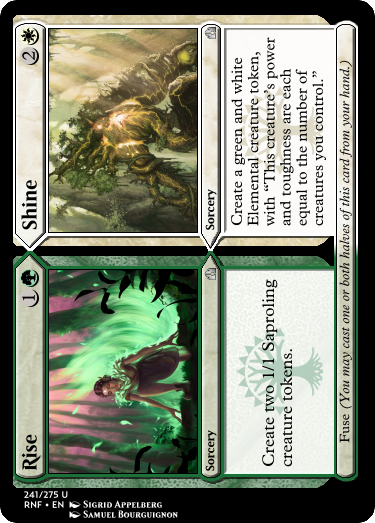 Rise 1
Sorcery
Create two 1/1 Saproling
creature tokens.
Shine 2
Sorcery
Create a green and white
Elemental creature token,
with “This creature’s power
and toughness are each
equal to the number of
creatures you control.”
Fuse (You may cast one or both halves of this card from your hand.)
241/275 U
RNF • EN Sigrid Appelberg
Samuel Bourguignon